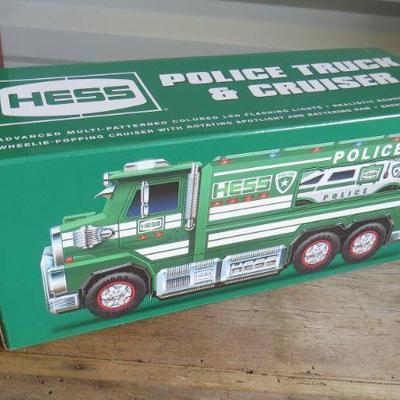 HESS
POLICE TRUCK
& CRUISER
ADVANCED MULTI-PATTERNED COLORED LED FLASHING LIGHTS • REALISTIC
WHEELIE-POPPING CRUISER WITH ROTATING SPOTLIGHT AND BATTERING RAM
HESS
POLICE
HESS
POLICE
HESS